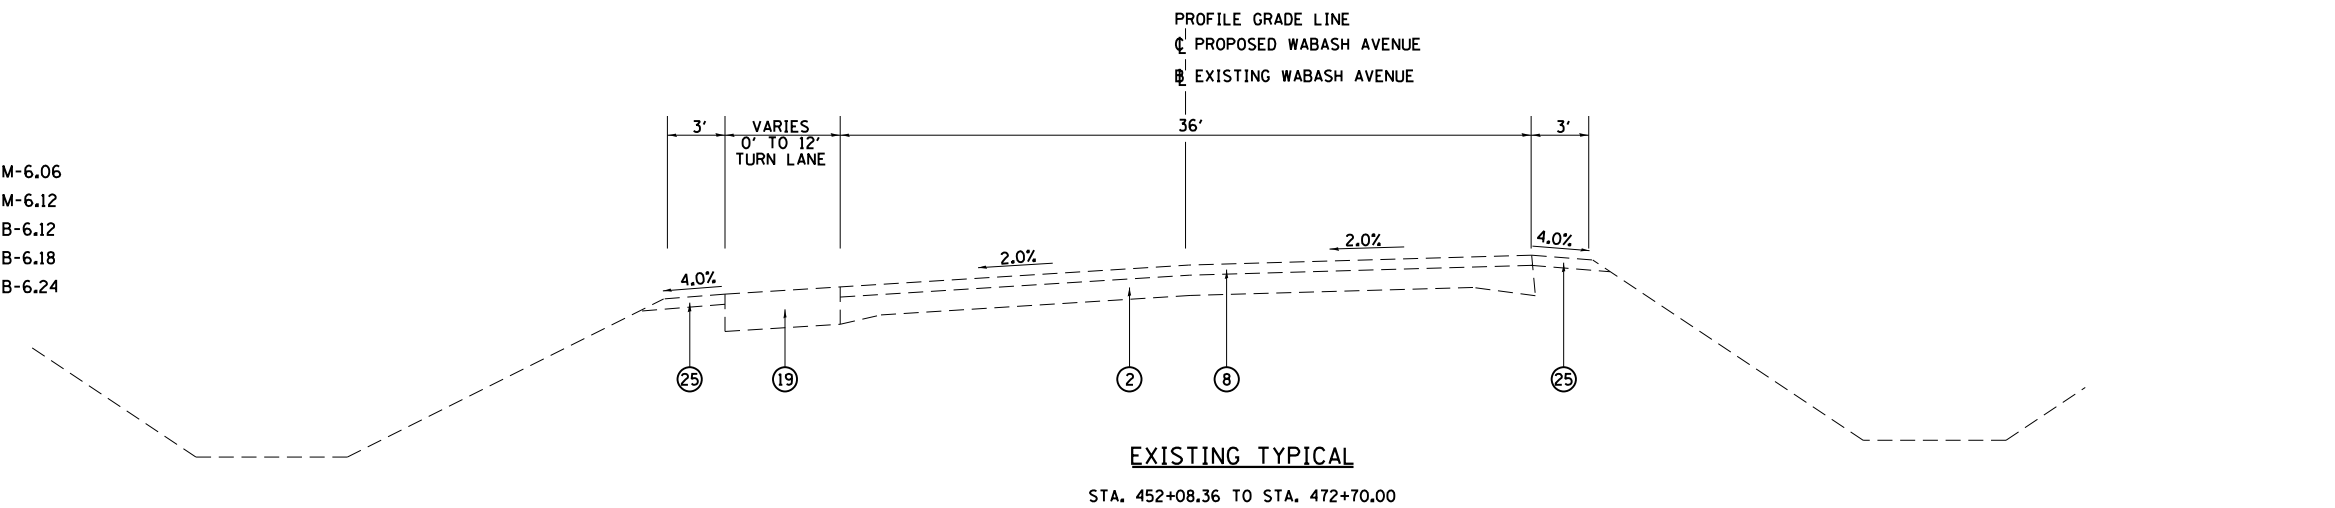 PROFILE GRADE LINE
℄ PROPOSED WABASH AVENUE
BL EXISTING WABASH AVENUE
3'
VARIES
0' TO 12'
TURN LANE
36'
3'
M-6.06
M-6.12
B-6.12
B-6.18
B-6.24
4.0%
2.0%
2.0%
4.0%
25
19
2
8
25
EXISTING TYPICAL
STA. 452+08.36 TO STA. 472+70.00